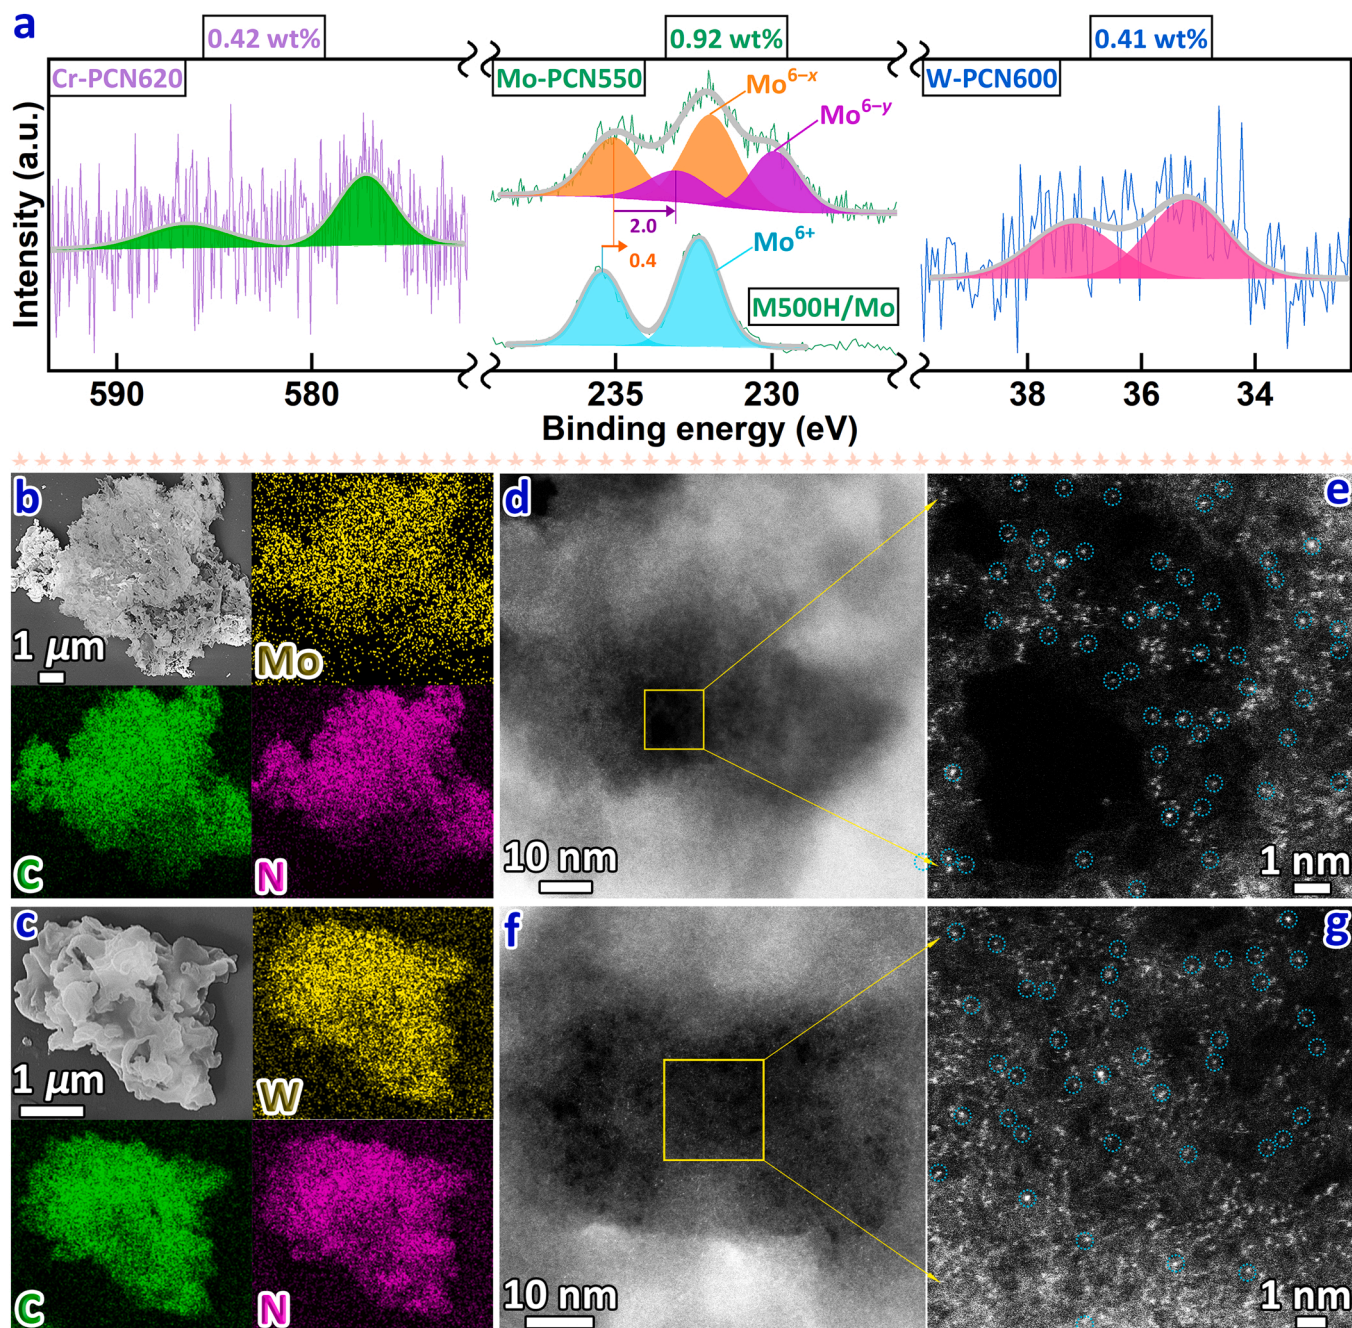 a
0.42 wt%
0.92 wt%
0.41 wt%
Cr-PCN620
Mo-PCN550
W-PCN600
Mo⁶⁻ˣ
Mo⁶⁻ʸ
2.0
0.4
Mo⁶⁺
M500H/Mo
Intensity (a.u.)
590
580
235
230
38
36
34
Binding energy (eV)
b
1 μm
Mo
C
N
d
10 nm
e
1 nm
c
1 μm
W
C
N
f
10 nm
g
1 nm